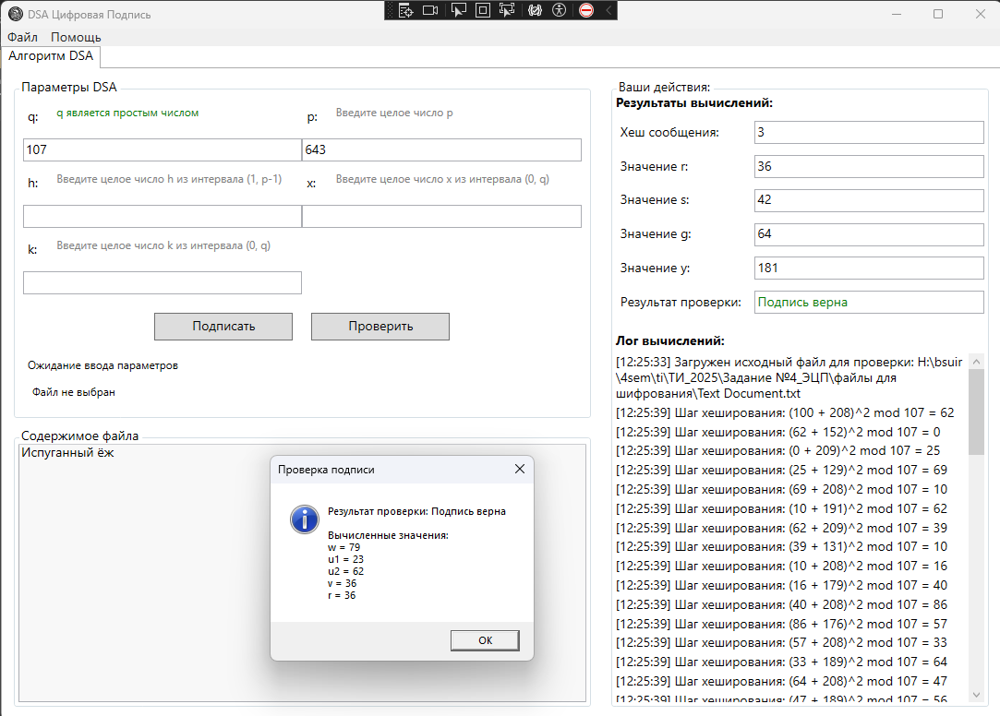 DSA Цифровая Подпись
Файл Помощь
Алгоритм DSA
Параметры DSA
q: q является простым числом
p: Введите целое число p
107
643
h: Введите целое число h из интервала (1, p-1)
x: Введите целое число x из интервала (0, q)
k: Введите целое число k из интервала (0, q)
Подписать
Проверить
Ожидание ввода параметров
Файл не выбран
Содержимое файла
Испуганный ёж
Проверка подписи
Результат проверки: Подпись верна
Вычисленные значения:
w = 79
u1 = 23
u2 = 62
v = 36
r = 36
ОК
Ваши действия:
Результаты вычислений:
Хеш сообщения: 3
Значение r: 36
Значение s: 42
Значение g: 64
Значение y: 181
Результат проверки: Подпись верна
Лог вычислений:
[12:25:33] Загружен исходный файл для проверки: H:\bsuir
\4sem\ti\ТИ_2025\Задание №4_ЭЦП\файлы для
шифрования\Text Document.txt
[12:25:39] Шаг хеширования: (100 + 208)^2 mod 107 = 62
[12:25:39] Шаг хеширования: (62 + 152)^2 mod 107 = 0
[12:25:39] Шаг хеширования: (0 + 209)^2 mod 107 = 25
[12:25:39] Шаг хеширования: (25 + 129)^2 mod 107 = 69
[12:25:39] Шаг хеширования: (69 + 208)^2 mod 107 = 10
[12:25:39] Шаг хеширования: (10 + 191)^2 mod 107 = 62
[12:25:39] Шаг хеширования: (62 + 209)^2 mod 107 = 39
[12:25:39] Шаг хеширования: (39 + 131)^2 mod 107 = 10
[12:25:39] Шаг хеширования: (10 + 208)^2 mod 107 = 16
[12:25:39] Шаг хеширования: (16 + 179)^2 mod 107 = 40
[12:25:39] Шаг хеширования: (40 + 208)^2 mod 107 = 86
[12:25:39] Шаг хеширования: (86 + 176)^2 mod 107 = 57
[12:25:39] Шаг хеширования: (57 + 208)^2 mod 107 = 33
[12:25:39] Шаг хеширования: (33 + 189)^2 mod 107 = 64
[12:25:39] Шаг хеширования: (64 + 208)^2 mod 107 = 47
[12:25:39] Шаг хеширования: (47 + 189)^2 mod 107 = 56